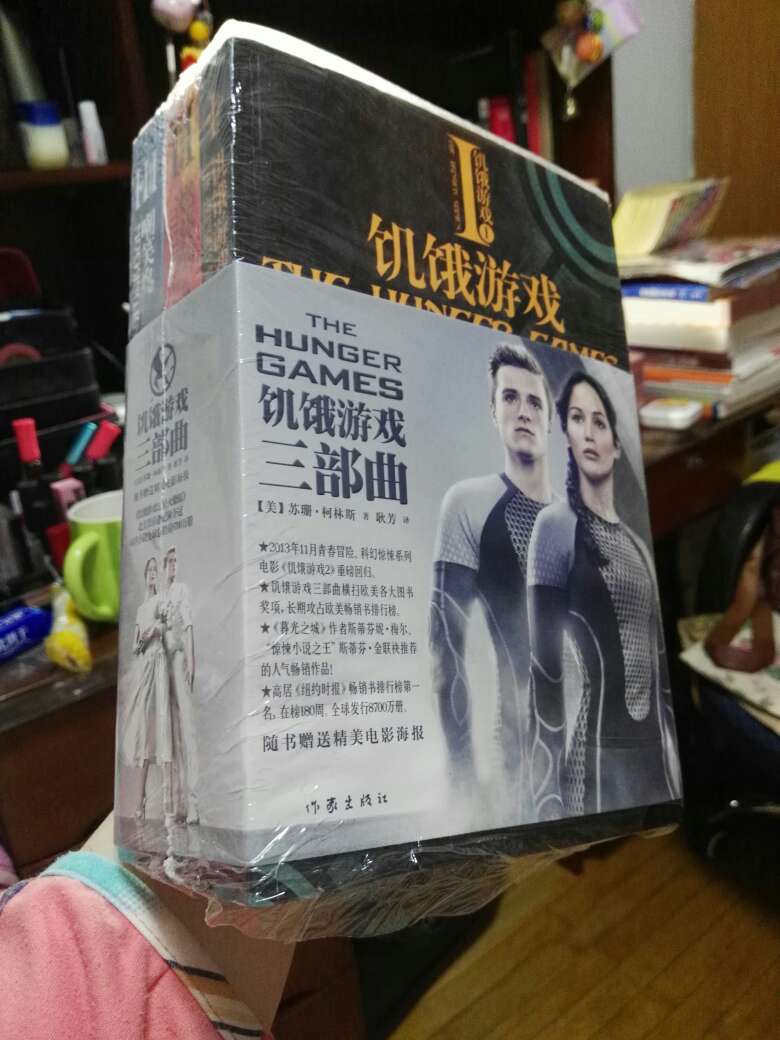 I
饥饿游戏1
饥饿游戏
THE HUNGER GAMES
THE
HUNGER
GAMES
饥饿游戏
三部曲
【美】苏珊·柯林斯 著 耿芳 译
★2013年11月青春冒险、科幻惊悚系列
电影《饥饿游戏2》重磅回归。
★饥饿游戏三部曲横扫欧美各大图书
奖项,长期攻占欧美畅销书排行榜。
★《暮光之城》作者斯蒂芬妮·梅尔、
“惊悚小说之王”斯蒂芬·金联袂推荐
的人气畅销作品!
★高居《纽约时报》畅销书排行榜第一
名,在榜180周、全球发行8700万册。
随书赠送精美电影海报
作家出版社
饥饿游戏
三部曲